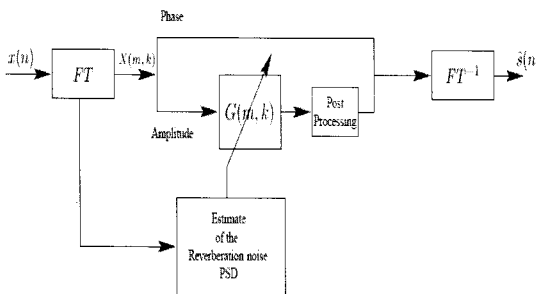 Phase
x(n)
FT
X(m,k)
G(m,k)
Amplitude
Post
Processing
FT⁻¹
ŝ(n
Estimate
of the
Reverberation noise
PSD